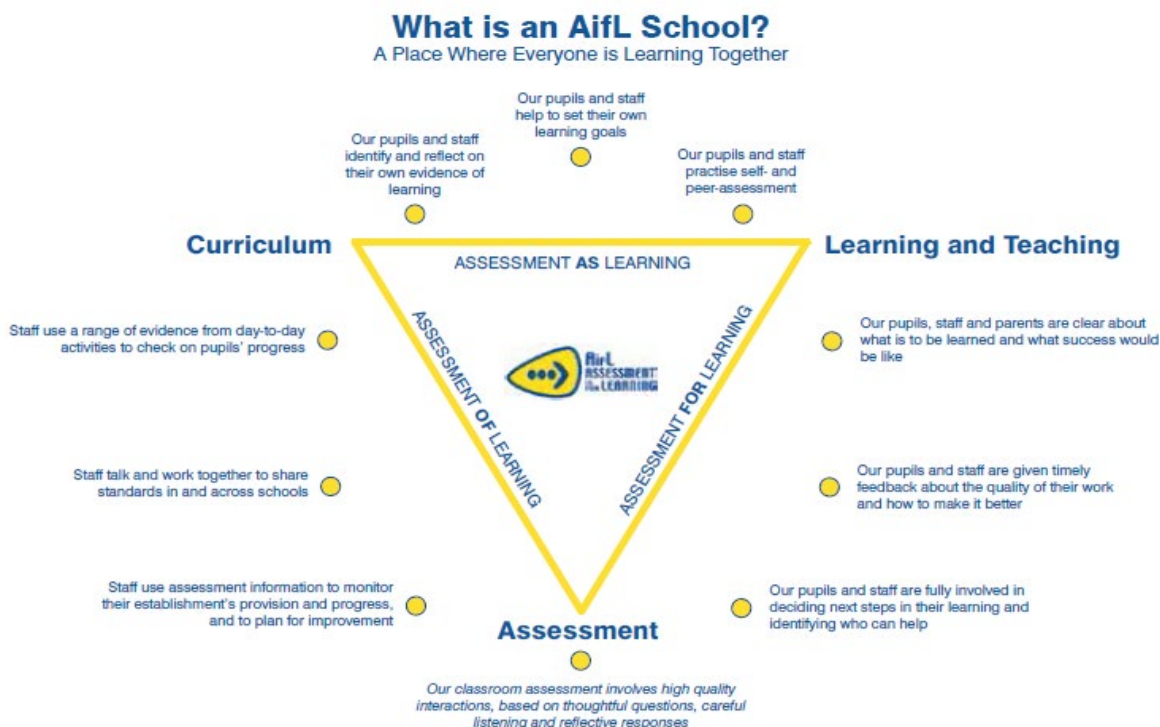 What is an AifL School?
A Place Where Everyone is Learning Together
Our pupils and staff
help to set their own
learning goals
Our pupils and staff
identify and reflect on
their own evidence of
learning
Our pupils and staff
practise self- and
peer-assessment
Curriculum
Learning and Teaching
ASSESSMENT AS LEARNING
ASSESSMENT OF LEARNING
ASSESSMENT FOR LEARNING
AifL
ASSESSMENT
IS FOR LEARNING
Staff use a range of evidence from day-to-day
activities to check on pupils' progress
Our pupils, staff and parents are clear about
what is to be learned and what success would
be like
Staff talk and work together to share
standards in and across schools
Our pupils and staff are given timely
feedback about the quality of their work
and how to make it better
Staff use assessment information to monitor
their establishment's provision and progress,
and to plan for improvement
Our pupils and staff are fully involved in
deciding next steps in their learning and
identifying who can help
Assessment
Our classroom assessment involves high quality
interactions, based on thoughtful questions, careful
listening and reflective responses